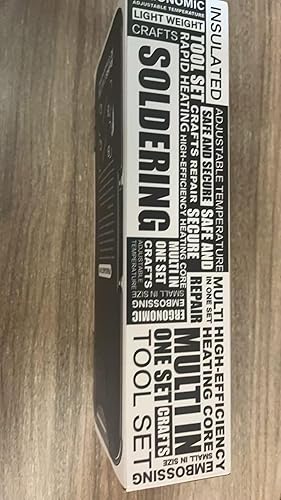 ERGONOMIC
ADJUSTABLE TEMPERATURE
LIGHT WEIGHT
CRAFTS
SOLDERING
RAPID HEATING HIGH-EFFICIENCY HEATING CORE
TOOL SET
CRAFTS REPAIR SECURE
SAFE AND SECURE SAFE AND
INSULATED
ADJUSTABLE TEMPERATURE
ADJUSTABLE
TEMPERATURE
CRAFTS
ONE SET
MULTI IN
EMBOSSING
SMALL IN SIZE
ERGONOMIC
REPAIR
IN ONE SET
MULTI
HIGH-EFFICIENCY
HEATING CORE
TOOL SET
ONE SET CRAFTS
MULTI IN
SMALL IN SIZE
EMBOSSING